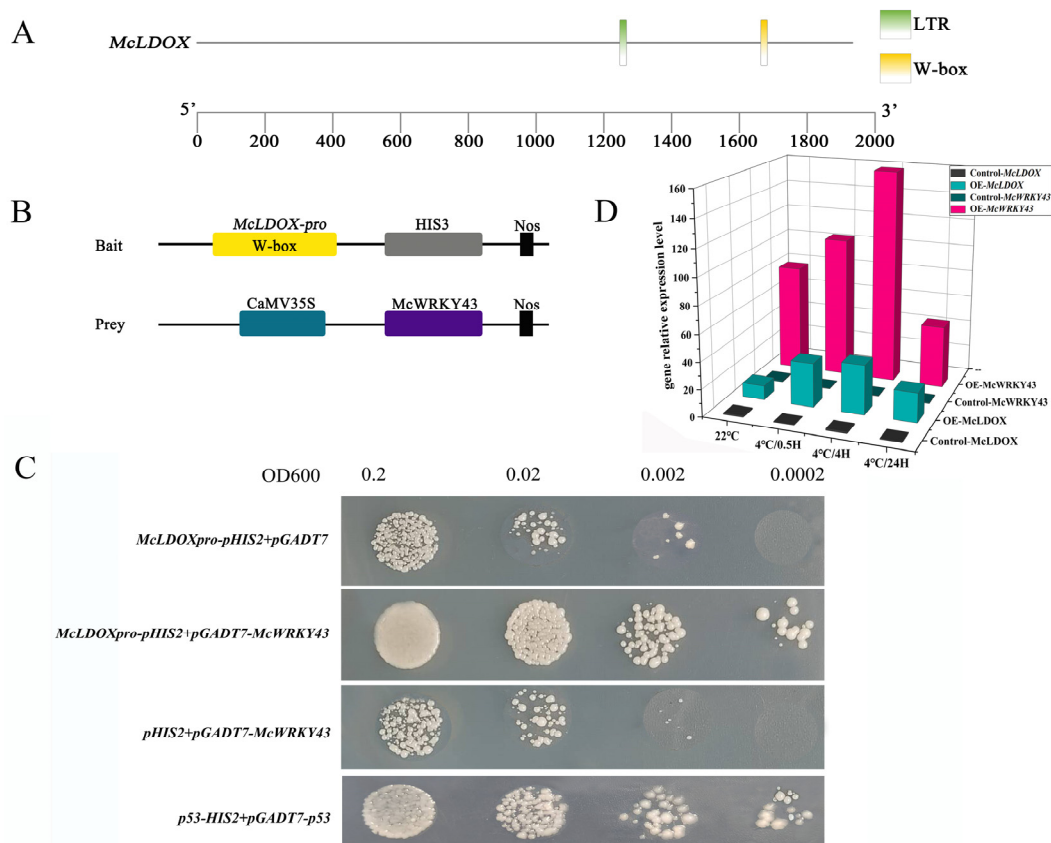 A
McLDOX
LTR
W-box
5’
3’
0 200 400 600 800 1000 1200 1400 1600 1800 2000
B
Bait
McLDOX-pro
W-box
HIS3
Nos
Prey
CaMV35S
McWRKY43
Nos
D
Control-McLDOX
OE-McLDOX
Control-McWRKY43
OE-McWRKY43
gene relative expression level
160
140
120
100
80
60
40
20
0
22℃
4℃/0.5H
4℃/4H
4℃/24H
--
OE-McWRKY43
Control-McWRKY43
OE-McLDOX
Control-McLDOX
C
OD600 0.2 0.02 0.002 0.0002
McLDOXpro-pHIS2+pGADT7
McLDOXpro-pHIS2+pGADT7-McWRKY43
pHIS2+pGADT7-McWRKY43
p53-HIS2+pGADT7-p53